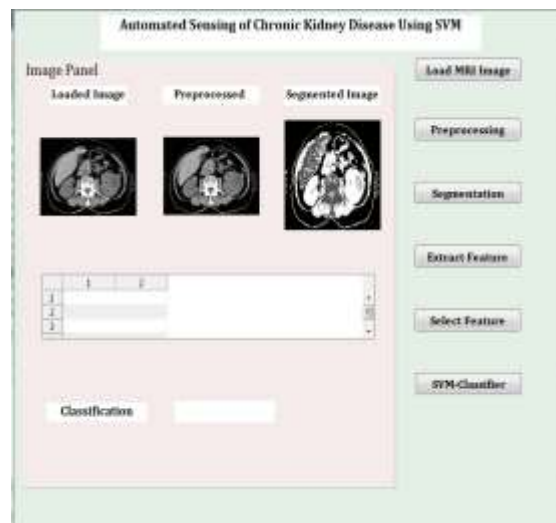 Automated Sensing of Chronic Kidney Disease Using SVM
Image Panel
Load MRI Image
Loaded Image
Preprocessed
Segmented Image
Preprocessing
Segmentation
Extract Feature
1 2
1
2
3
Select Feature
SVM-Classifier
Classification